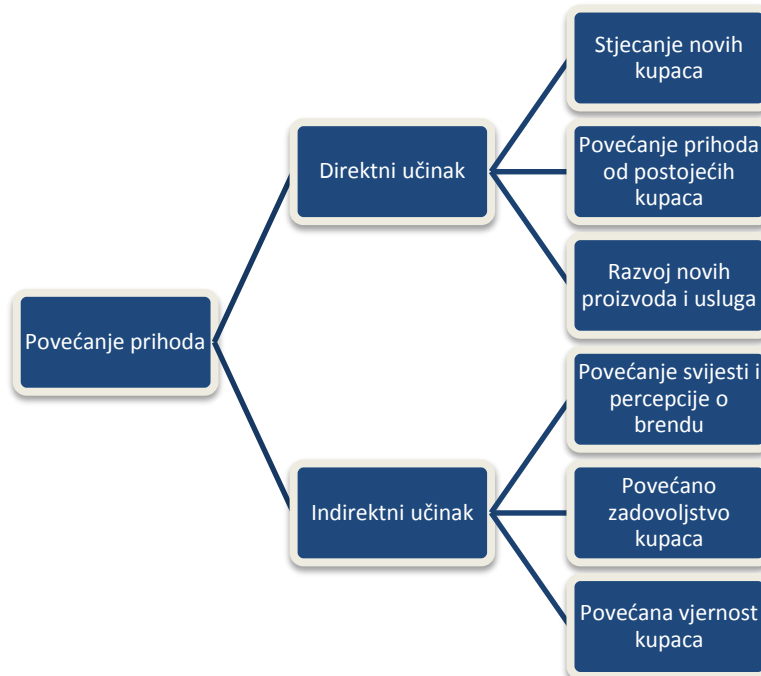 Stjecanje novih
kupaca
Direktni učinak
Povećanje prihoda
od postojećih
kupaca
Razvoj novih
proizvoda i usluga
Povećanje prihoda
Povećanje svijesti i
percepcije o
brendu
Indirektni učinak
Povećano
zadovoljstvo
kupaca
Povećana vjernost
kupaca